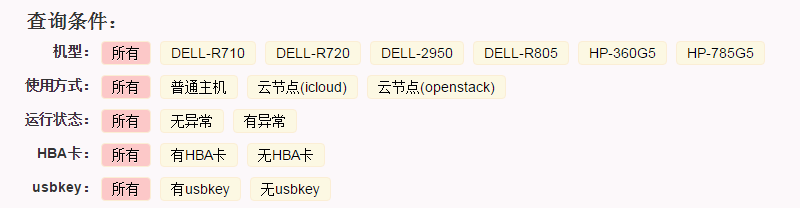 查询条件：
机型： 所有 DELL-R710 DELL-R720 DELL-2950 DELL-R805 HP-360G5 HP-785G5
使用方式： 所有 普通主机 云节点(icloud) 云节点(openstack)
运行状态： 所有 无异常 有异常
HBA卡： 所有 有HBA卡 无HBA卡
usbkey： 所有 有usbkey 无usbkey